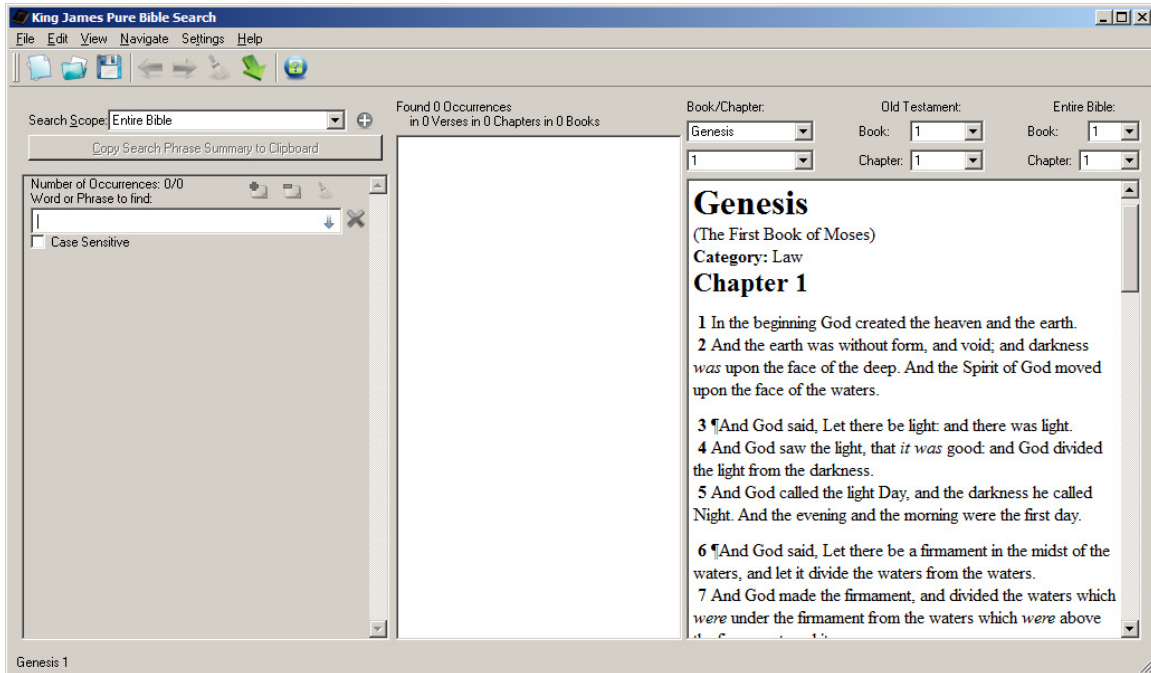 King James Pure Bible Search
File Edit View Navigate Settings Help
Search Scope: Entire Bible
Copy Search Phrase Summary to Clipboard
Number of Occurrences: 0/0
Word or Phrase to find:
Case Sensitive
Found 0 Occurrences
in 0 Verses in 0 Chapters in 0 Books
Book/Chapter: Old Testament: Entire Bible:
Genesis Book: 1 Book: 1
1 Chapter: 1 Chapter: 1
Genesis
(The First Book of Moses)
Category: Law
Chapter 1
1 In the beginning God created the heaven and the earth.
2 And the earth was without form, and void; and darkness
was upon the face of the deep. And the Spirit of God moved
upon the face of the waters.
3 ¶And God said, Let there be light: and there was light.
4 And God saw the light, that it was good: and God divided
the light from the darkness.
5 And God called the light Day, and the darkness he called
Night. And the evening and the morning were the first day.
6 ¶And God said, Let there be a firmament in the midst of the
waters, and let it divide the waters from the waters.
7 And God made the firmament, and divided the waters which
were under the firmament from the waters which were above
Genesis 1